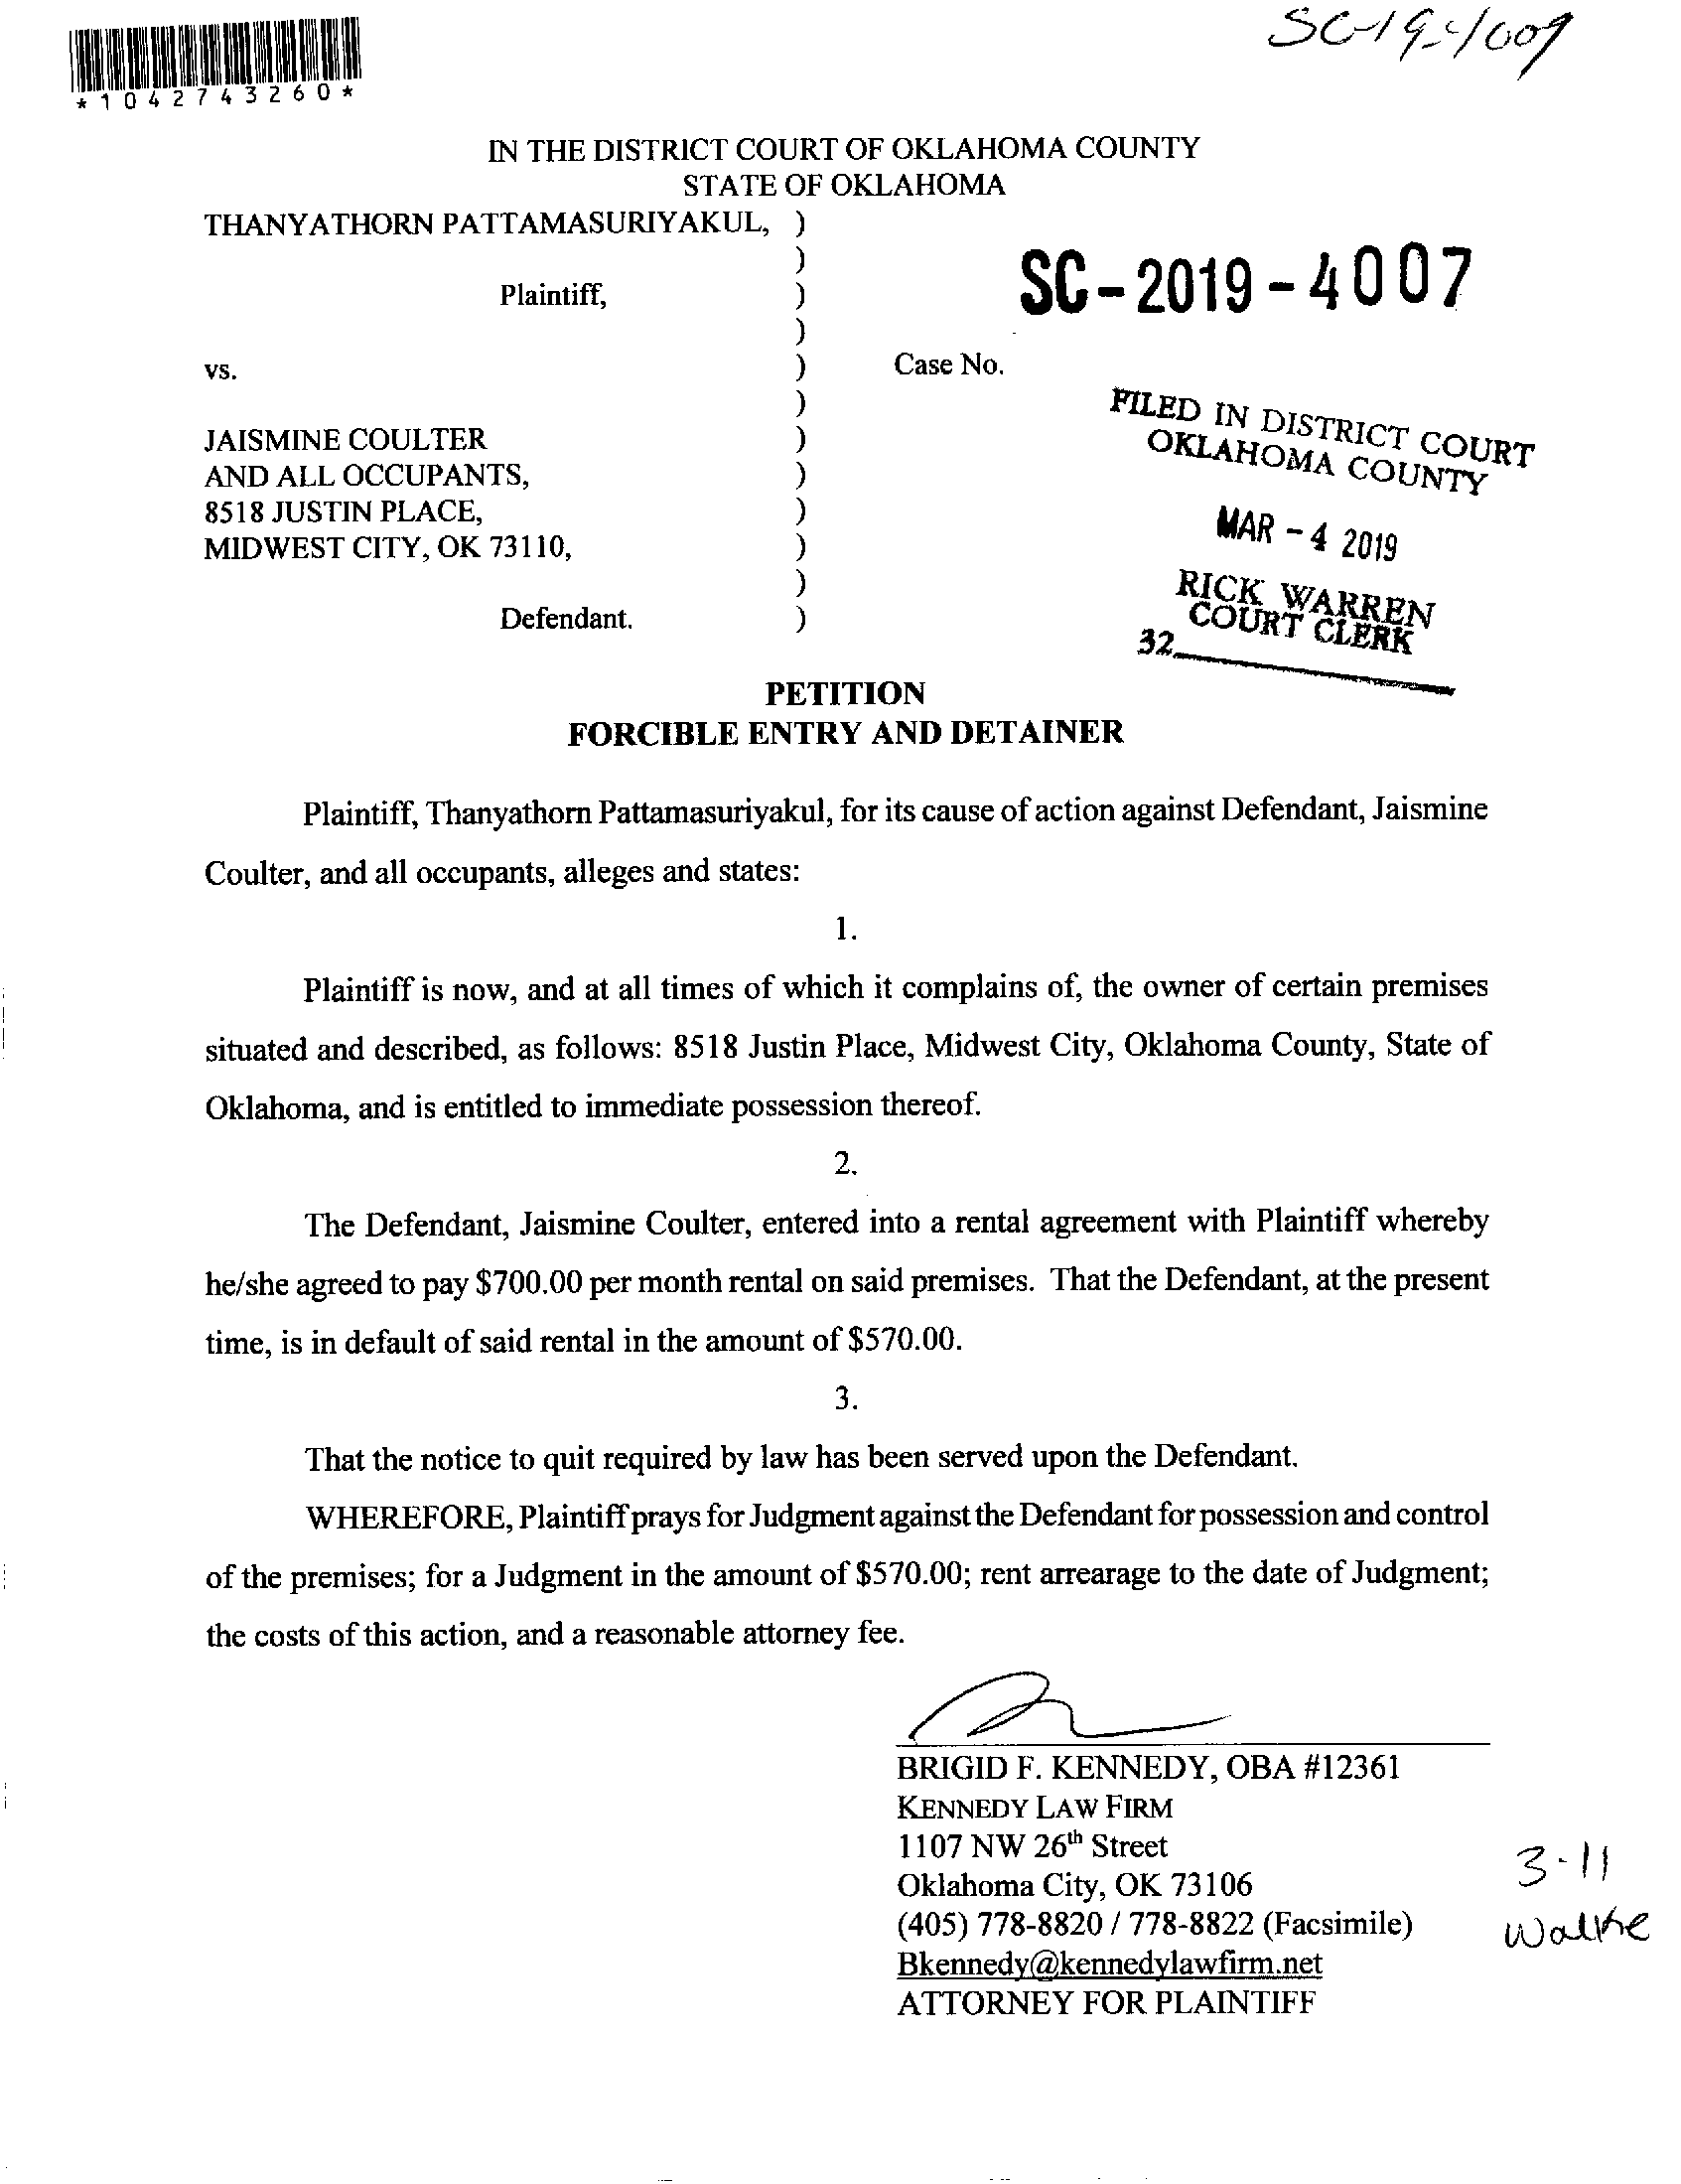 SC-19-4007
*1042743260*
IN THE DISTRICT COURT OF OKLAHOMA COUNTY
STATE OF OKLAHOMA
THANYATHORN PATTAMASURIYAKUL, )
)
Plaintiff, )
)
SC-2019-4007
vs. ) Case No.
)
JAISMINE COULTER )
AND ALL OCCUPANTS, )
8518 JUSTIN PLACE, )
MIDWEST CITY, OK 73110, )
)
Defendant. )
FILED IN DISTRICT COURT
OKLAHOMA COUNTY
MAR - 4 2019
RICK WARREN
COURT CLERK
32
PETITION
FORCIBLE ENTRY AND DETAINER
Plaintiff, Thanyathorn Pattamasuriyakul, for its cause of action against Defendant, Jaismine
Coulter, and all occupants, alleges and states:
1.
Plaintiff is now, and at all times of which it complains of, the owner of certain premises
situated and described, as follows: 8518 Justin Place, Midwest City, Oklahoma County, State of
Oklahoma, and is entitled to immediate possession thereof.
2.
The Defendant, Jaismine Coulter, entered into a rental agreement with Plaintiff whereby
he/she agreed to pay $700.00 per month rental on said premises. That the Defendant, at the present
time, is in default of said rental in the amount of $570.00.
3.
That the notice to quit required by law has been served upon the Defendant.
WHEREFORE, Plaintiff prays for Judgment against the Defendant for possession and control
of the premises; for a Judgment in the amount of $570.00; rent arrearage to the date of Judgment;
the costs of this action, and a reasonable attorney fee.
BRIGID F. KENNEDY, OBA #12361
KENNEDY LAW FIRM
1107 NW 26th Street
Oklahoma City, OK 73106
(405) 778-8820 / 778-8822 (Facsimile)
Bkennedy@kennedylawfirm.net
ATTORNEY FOR PLAINTIFF
3-11
Walke